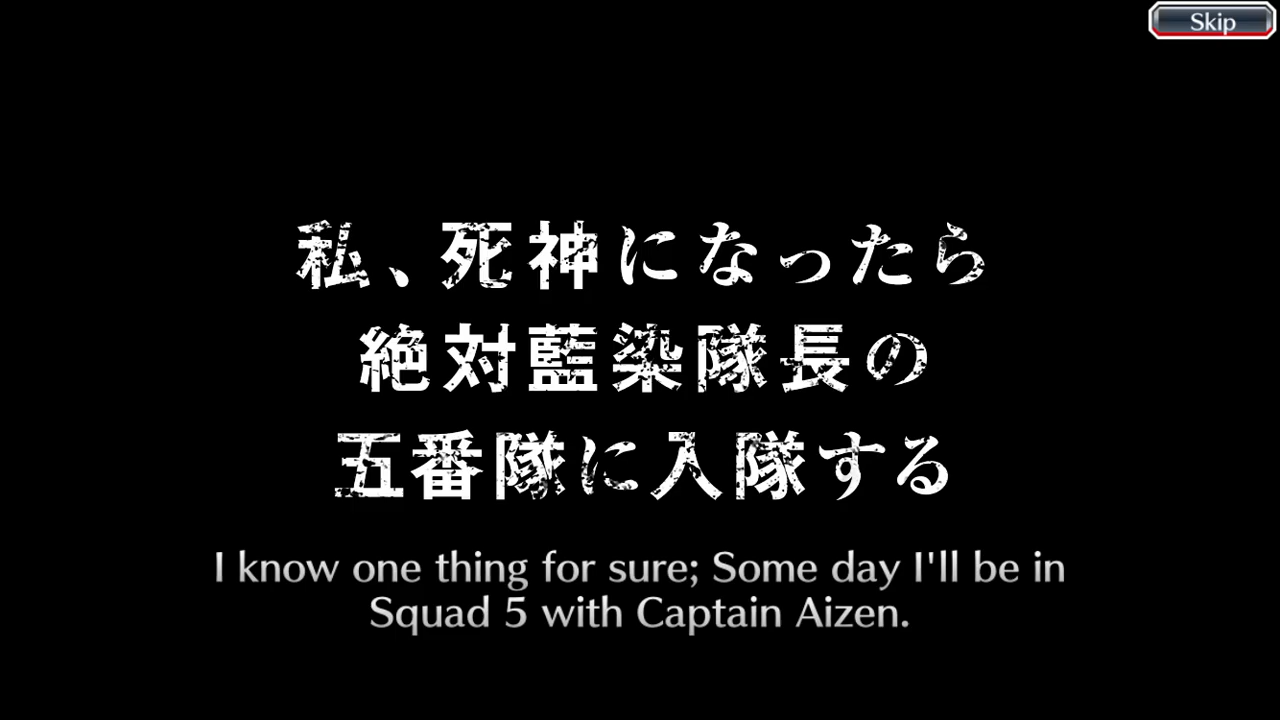 Skip
私、死神になったら
絶対藍染隊長の
五番隊に入隊する
I know one thing for sure; Some day I'll be in
Squad 5 with Captain Aizen.